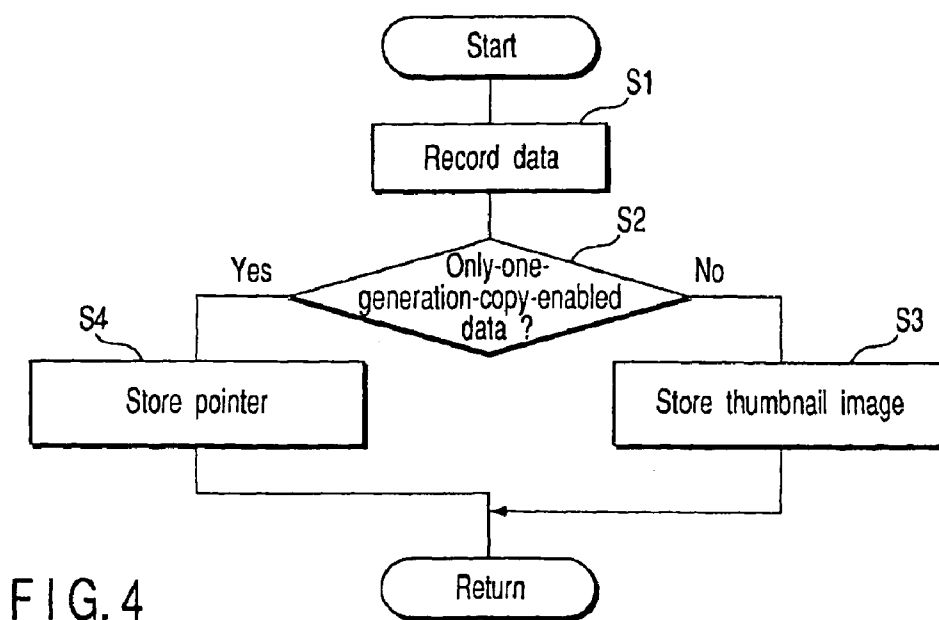 Start
S1
Record data
S2
Yes
Only-one-
generation-copy-enabled
data ?
No
S4
Store pointer
S3
Store thumbnail image
Return
FIG. 4